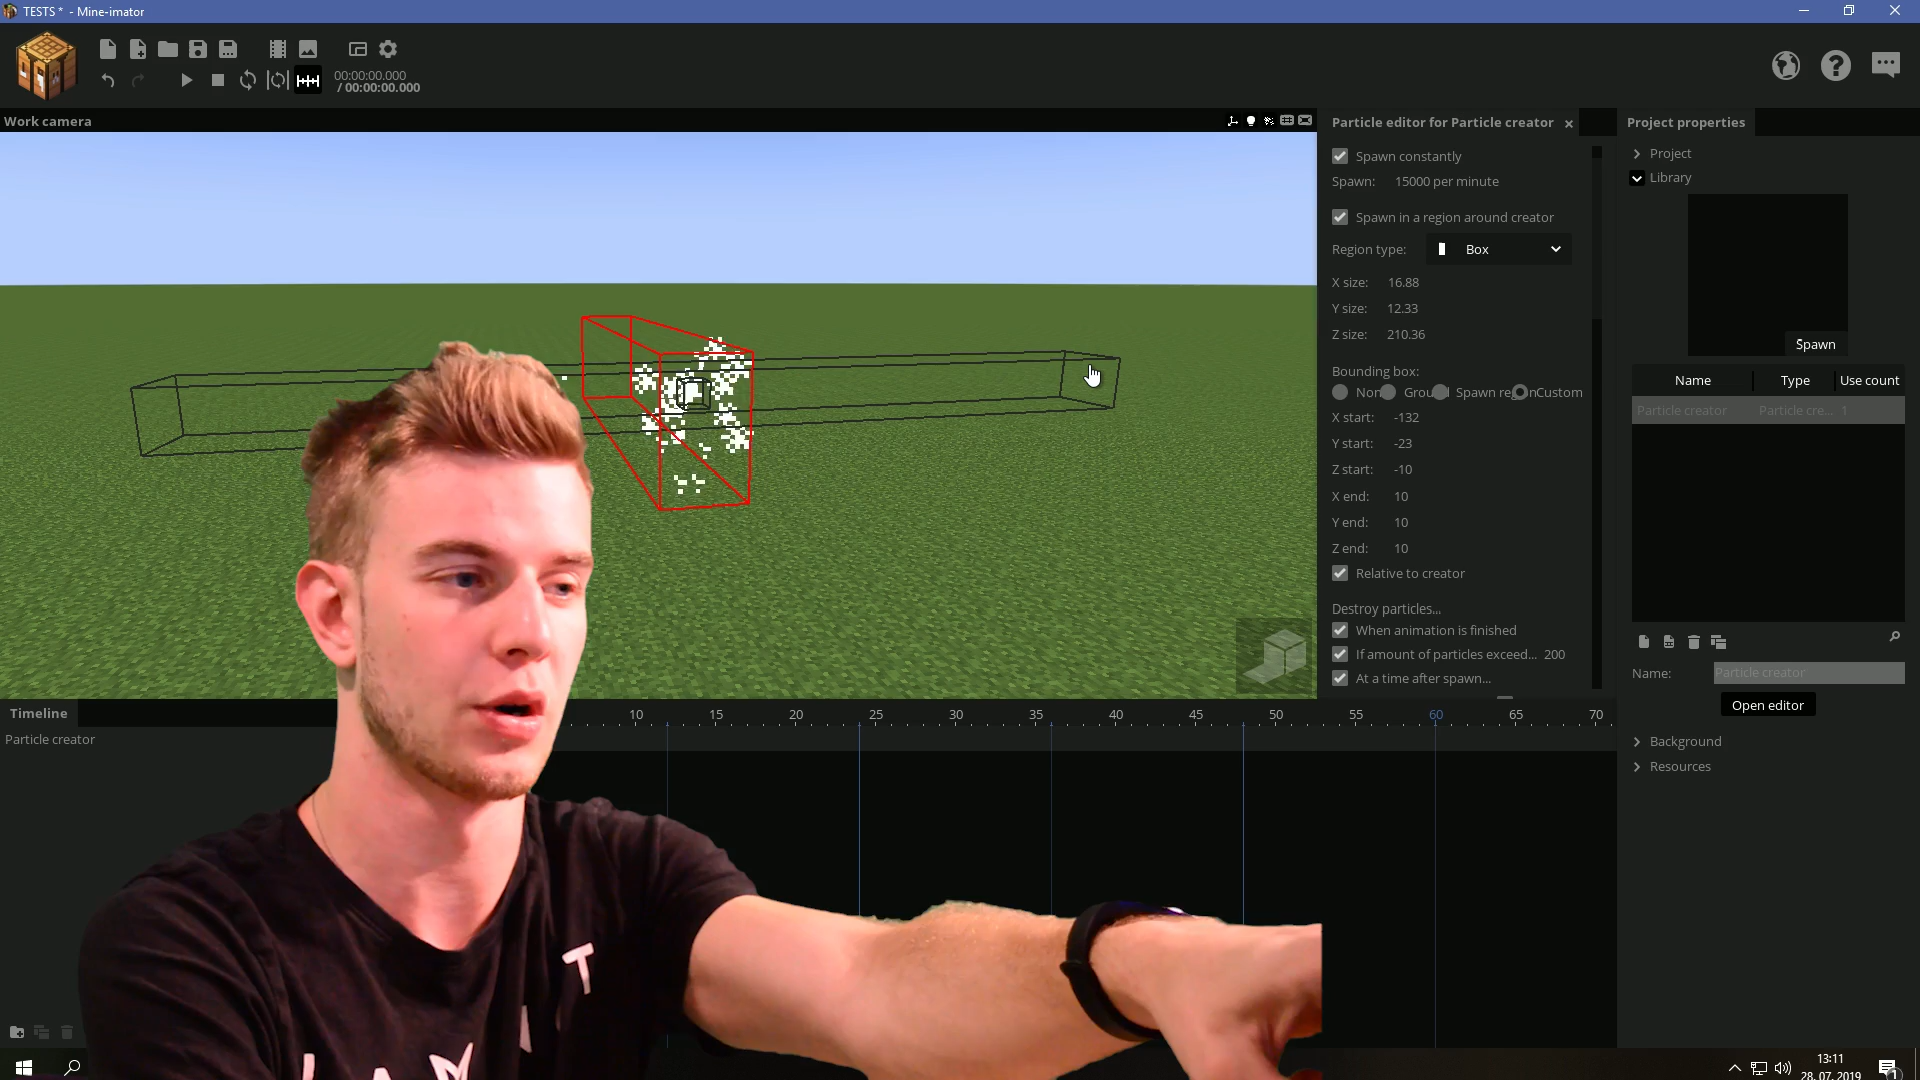 TESTS * - Mine-imator
00:00:00.000
/ 00:00:00.000
Work camera
Particle editor for Particle creator
Spawn constantly
Spawn: 15000 per minute
Spawn in a region around creator
Region type: Box
X size: 16.88
Y size: 12.33
Z size: 210.36
Bounding box:
Custom
X start: -132
Y start: -23
Z start: -10
X end: 10
Y end: 10
Z end: 10
Relative to creator
Destroy particles...
When animation is finished
If amount of particles exceed... 200
At a time after spawn...
Project properties
Project
Library
Spawn
Name Type Use count
Particle creator Particle cre... 1
Name: Particle creator
Open editor
Background
Resources
Timeline
10 15 20 25 30 35 40 45 50 55 60 65 70
Particle creator
T
13:11
28.07.2019
1